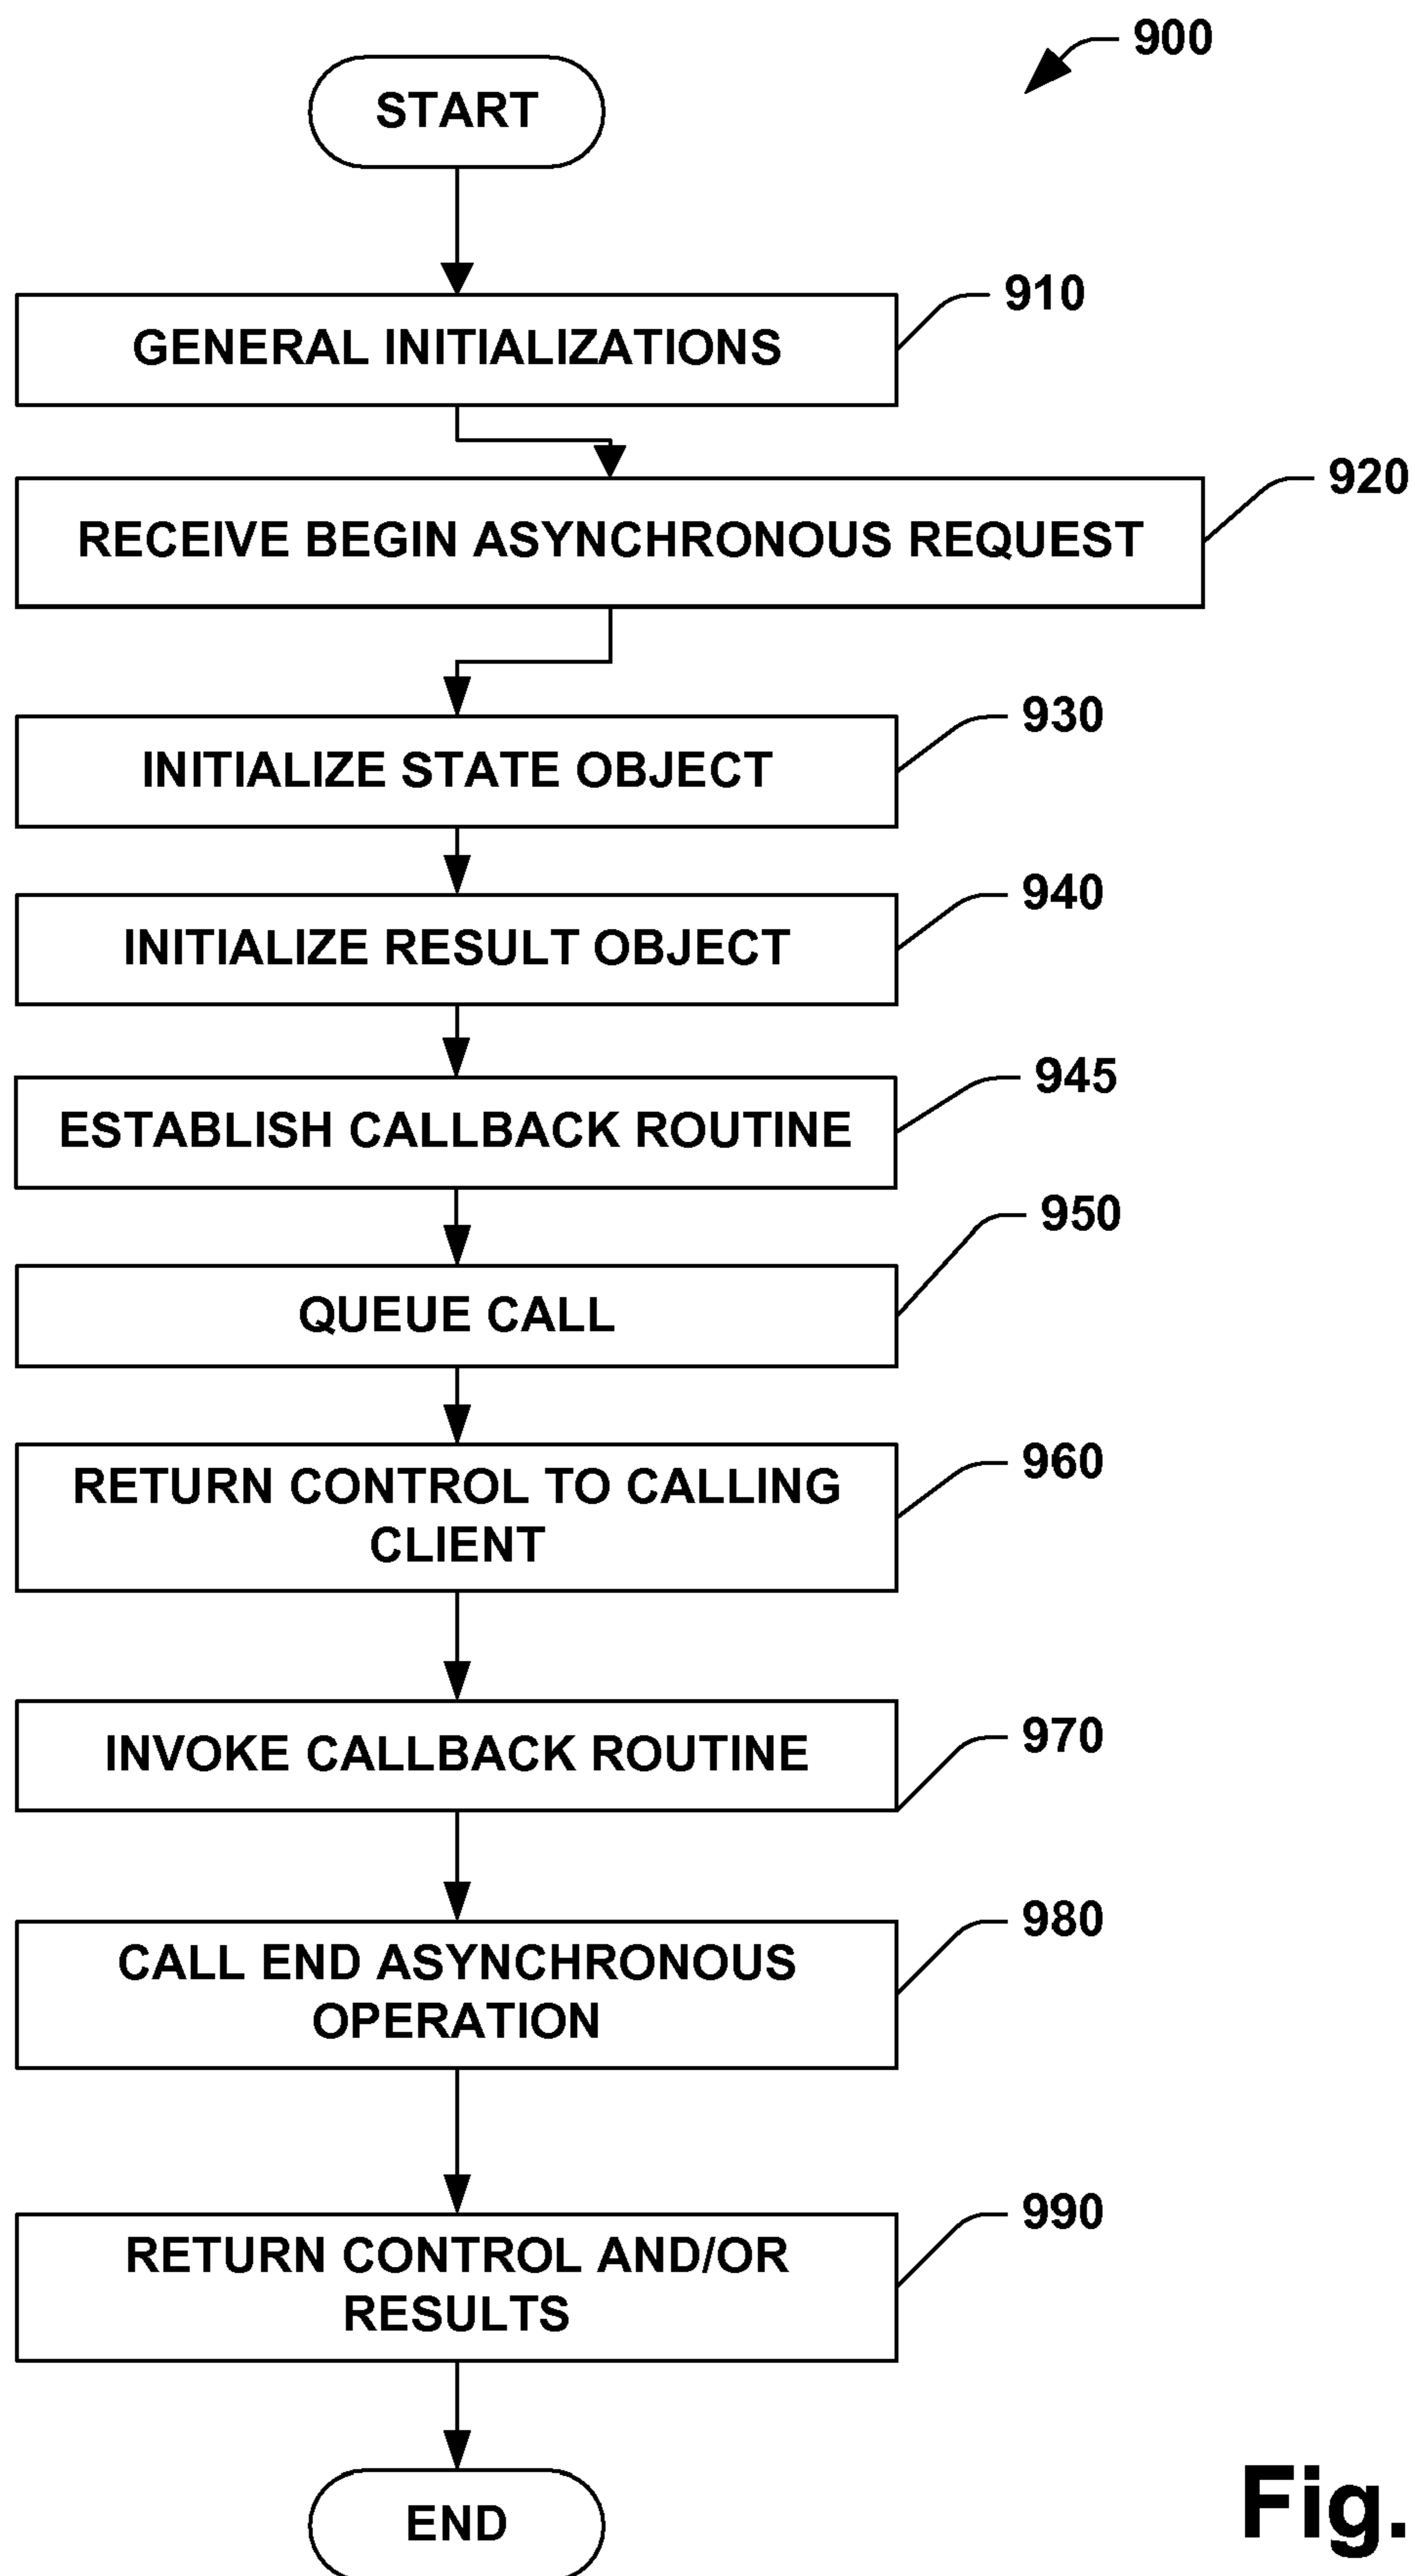 900
START
910
GENERAL INITIALIZATIONS
920
RECEIVE BEGIN ASYNCHRONOUS REQUEST
930
INITIALIZE STATE OBJECT
940
INITIALIZE RESULT OBJECT
945
ESTABLISH CALLBACK ROUTINE
950
QUEUE CALL
960
RETURN CONTROL TO CALLING
CLIENT
970
INVOKE CALLBACK ROUTINE
980
CALL END ASYNCHRONOUS
OPERATION
990
RETURN CONTROL AND/OR
RESULTS
END
Fig.